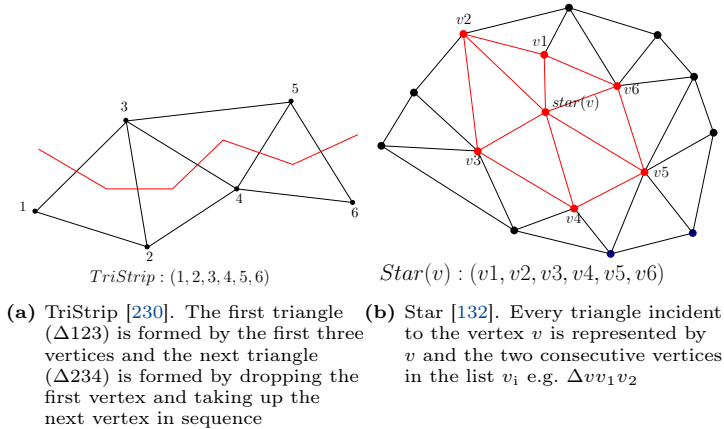 3
5
1
4
6
2
TriStrip : (1, 2, 3, 4, 5, 6)
(a) TriStrip [230]. The first triangle
(Δ123) is formed by the first three
vertices and the next triangle
(Δ234) is formed by dropping the
first vertex and taking up the
next vertex in sequence
v2
v1
v6
star(v)
v3
v5
v4
Star(v) : (v1, v2, v3, v4, v5, v6)
(b) Star [132]. Every triangle incident
to the vertex v is represented by
v and the two consecutive vertices
in the list vᵢ e.g. Δvv₁v₂